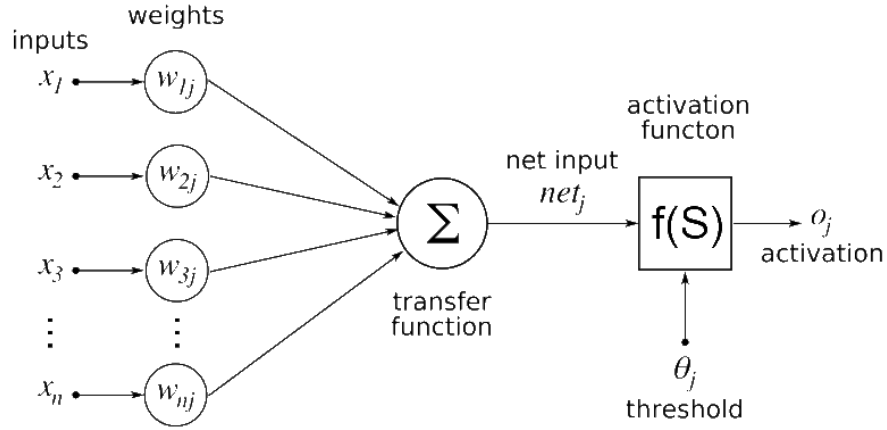 inputs
weights
x1
w1j
x2
w2j
x3
w3j
⋮
⋮
xn
wnj
Σ
transfer
function
net input
netj
activation
functon
f(S)
oj
activation
θj
threshold